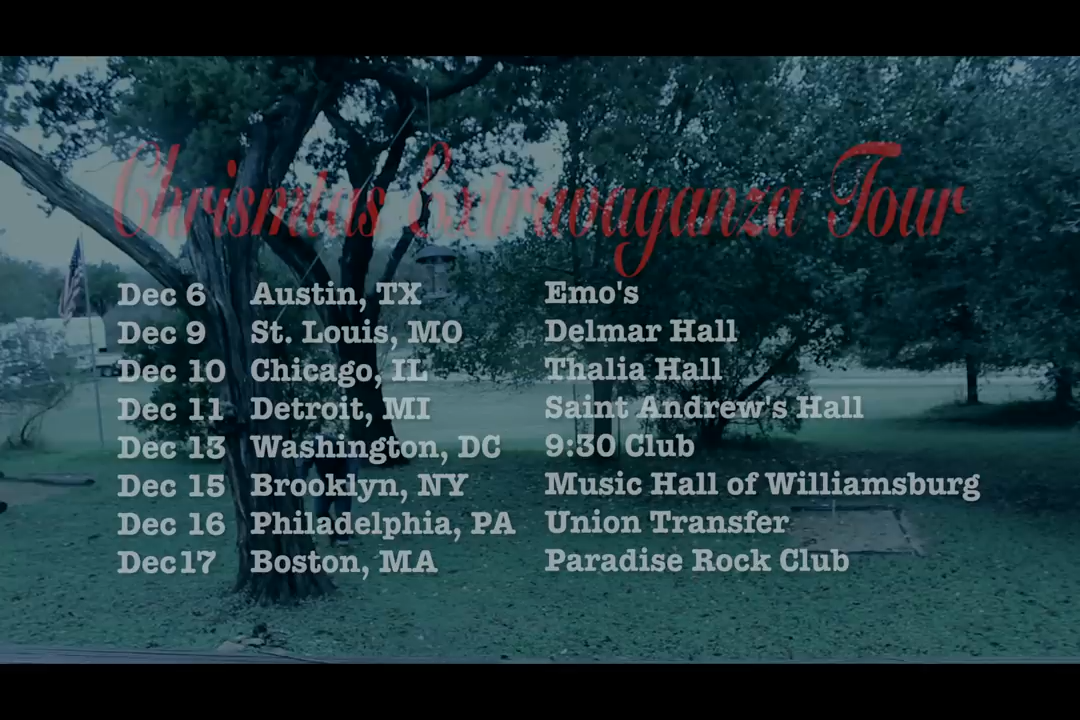 Chrismtas Extravaganza Tour
Dec 6 Austin, TX Emo's
Dec 9 St. Louis, MO Delmar Hall
Dec 10 Chicago, IL Thalia Hall
Dec 11 Detroit, MI Saint Andrew's Hall
Dec 13 Washington, DC 9:30 Club
Dec 15 Brooklyn, NY Music Hall of Williamsburg
Dec 16 Philadelphia, PA Union Transfer
Dec17 Boston, MA Paradise Rock Club